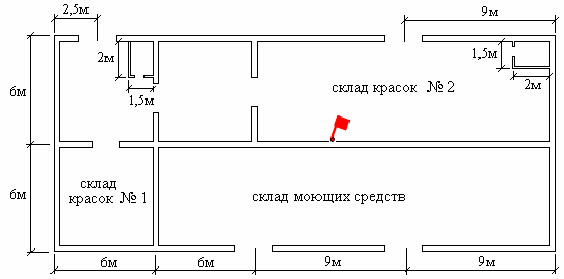 2,5м
9м
2м
1,5м
1,5м
2м
6м
склад красок № 2
6м
склад
красок № 1
склад моющих средств
6м
6м
9м
9м